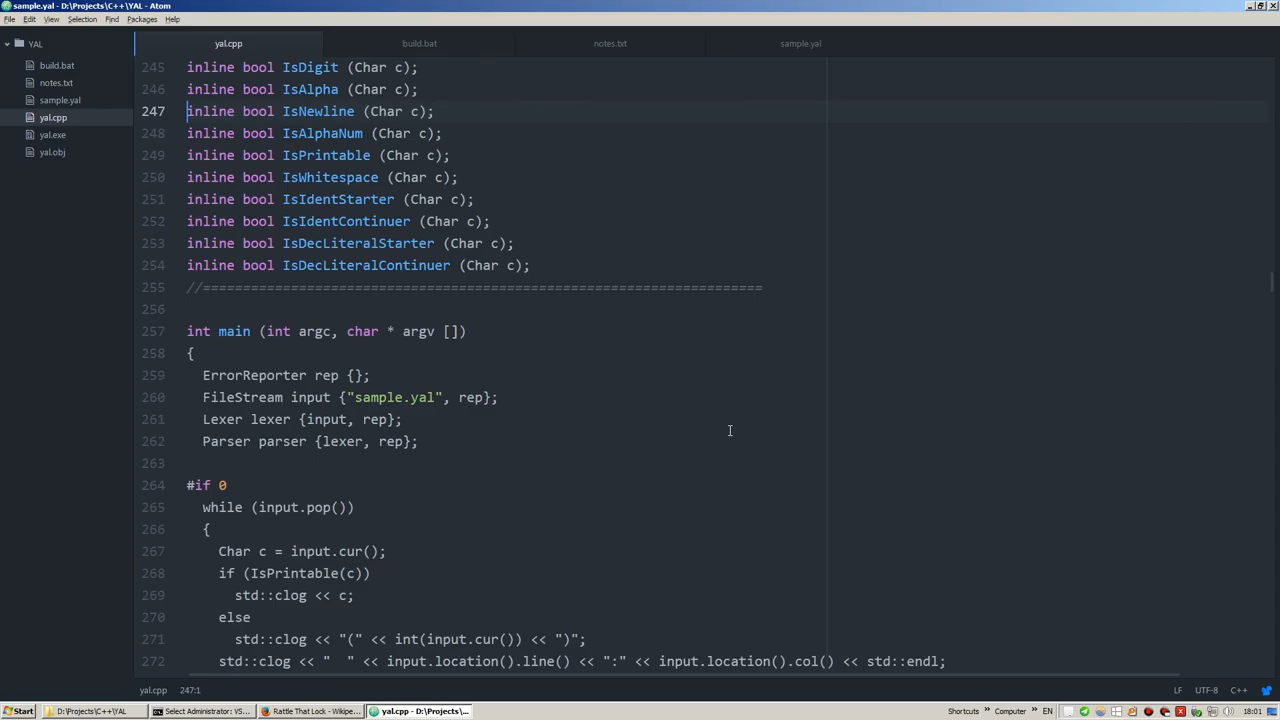 sample.yal - D:\Projects\C++\YAL - Atom
File Edit View Selection Find Packages Help
YAL
build.bat
notes.txt
sample.yal
yal.cpp
yal.exe
yal.obj
yal.cpp build.bat notes.txt sample.yal
245 inline bool IsDigit (Char c);
246 inline bool IsAlpha (Char c);
247 inline bool IsNewline (Char c);
248 inline bool IsAlphaNum (Char c);
249 inline bool IsPrintable (Char c);
250 inline bool IsWhitespace (Char c);
251 inline bool IsIdentStarter (Char c);
252 inline bool IsIdentContinuer (Char c);
253 inline bool IsDecLiteralStarter (Char c);
254 inline bool IsDecLiteralContinuer (Char c);
255 //======================================================================
256
257 int main (int argc, char * argv [])
258 {
259   ErrorReporter rep {};
260   FileStream input {"sample.yal", rep};
261   Lexer lexer {input, rep};
262   Parser parser {lexer, rep};
263
264 #if 0
265   while (input.pop())
266   {
267     Char c = input.cur();
268     if (IsPrintable(c))
269       std::clog << c;
270     else
271       std::clog << "(" << int(input.cur()) << ")";
272     std::clog << "  " << input.location().line() << ":" << input.location().col() << std::endl;
yal.cpp 247:1 LF UTF-8 C++
Start D:\Projects\C++\YAL Select Administrator: VS... Rattle That Lock - Wikipe... yal.cpp - D:\Projects\... Shortcuts » Computer » EN 18:01